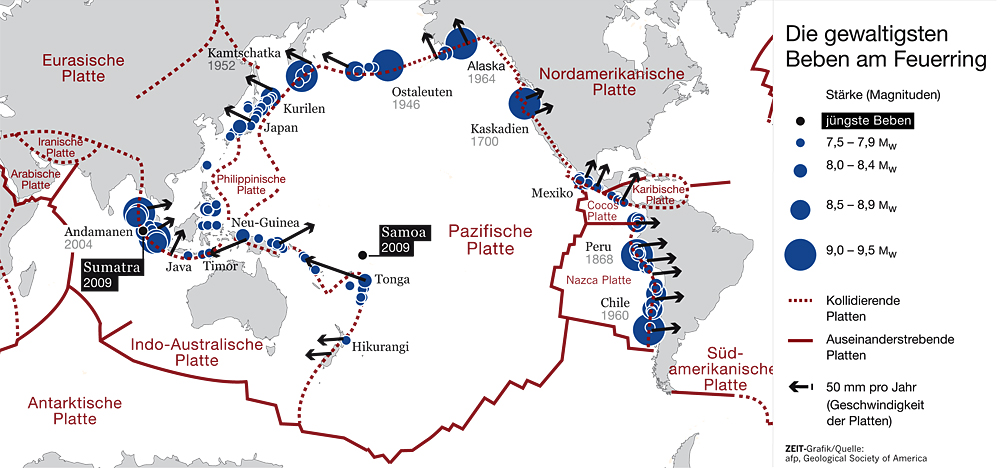 Eurasische
Platte
Kamtschatka
1952
Kurilen
Japan
Iranische
Platte
Arabische
Platte
Philippinische
Platte
Andamanen
2004
Sumatra
2009
Java
Timor
Neu-Guinea
Samoa
2009
Tonga
Hikurangi
Indo-Australische
Platte
Antarktische
Platte
Ostaleuten
1946
Alaska
1964
Nordamerikanische
Platte
Kaskadien
1700
Mexiko
Cocos
Platte
Karibische
Platte
Pazifische
Platte
Peru
1868
Nazca Platte
Chile
1960
Süd-
amerikanische
Platte
Die gewaltigsten
Beben am Feuerring
Stärke (Magnituden)
jüngste Beben
7,5 – 7,9 MW
8,0 – 8,4 MW
8,5 – 8,9 MW
9,0 – 9,5 MW
Kollidierende
Platten
Auseinanderstrebende
Platten
50 mm pro Jahr
(Geschwindigkeit
der Platten)
ZEIT-Grafik/Quelle:
afp, Geological Society of America